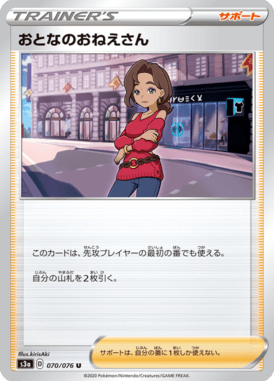 TRAINER'S
サポート
おとなのおねえさん
このカードは、先攻プレイヤーの最初の番でも使える。
自分の山札を2枚引く。
Illus.kirisAki
s3a D 070/076 U
サポートは、自分の番に1枚しか使えない。
©2020 Pokémon/Nintendo/Creatures/GAME FREAK.